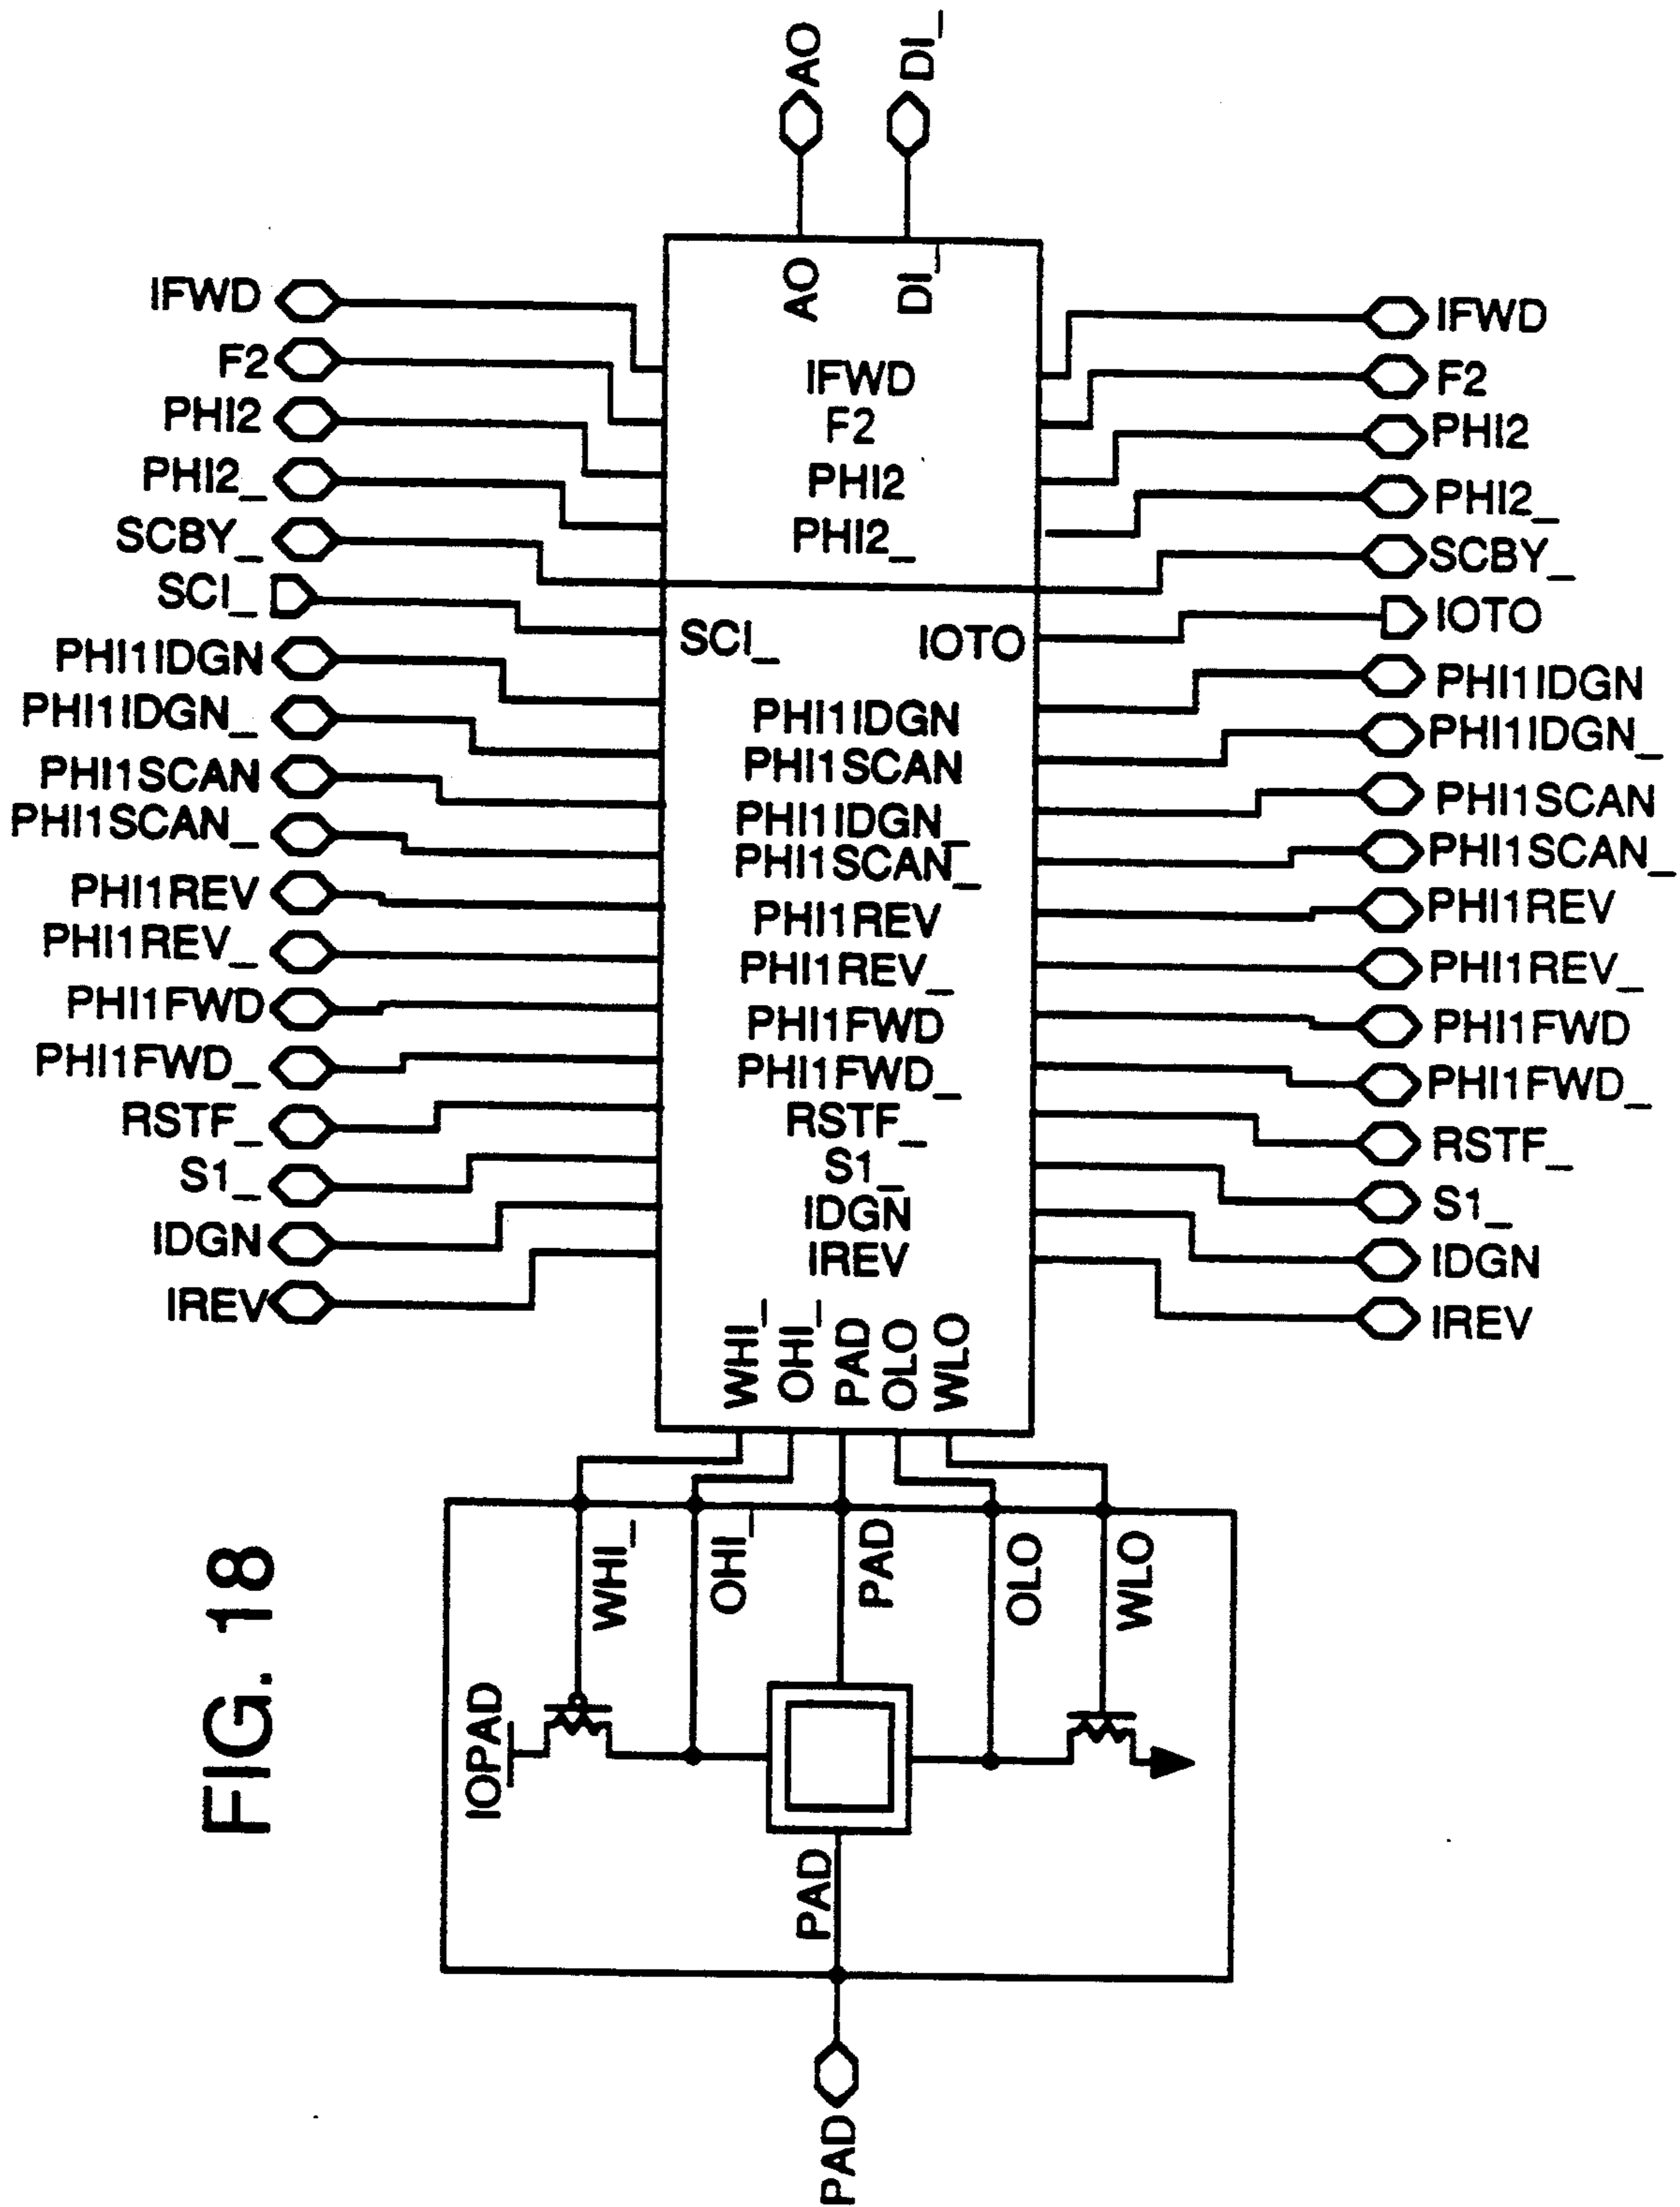 AO
DI_
IFWD
F2
PHI2
PHI2_
SCBY_
SCI_
PHI1IDGN
PHI1IDGN_
PHI1SCAN
PHI1SCAN_
PHI1REV
PHI1REV_
PHI1FWD
PHI1FWD_
RSTF_
S1_
IDGN
IREV
AO
DI_
IFWD
F2
PHI2
PHI2_
SCI_ IOTO
PHI1IDGN
PHI1SCAN
PHI1IDGN_
PHI1SCAN_
PHI1REV
PHI1REV_
PHI1FWD
PHI1FWD_
RSTF_
S1_
IDGN
IREV
WHI_
OHI_
PAD
OLO
WLO
IFWD
F2
PHI2
PHI2_
SCBY_
IOTO
PHI1IDGN
PHI1IDGN_
PHI1SCAN
PHI1SCAN_
PHI1REV
PHI1REV_
PHI1FWD
PHI1FWD_
RSTF_
S1_
IDGN
IREV
FIG. 18
WHI_
OHI_
PAD
OLO
WLO
IOPAD
PAD
PAD